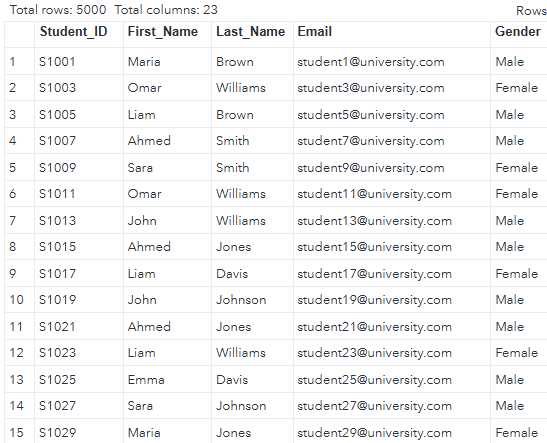 Total rows: 5000 Total columns: 23 Rows
Student_ID First_Name Last_Name Email Gender
1 S1001 Maria Brown student1@university.com Male
2 S1003 Omar Williams student3@university.com Female
3 S1005 Liam Brown student5@university.com Male
4 S1007 Ahmed Smith student7@university.com Male
5 S1009 Sara Smith student9@university.com Female
6 S1011 Omar Williams student11@university.com Female
7 S1013 John Williams student13@university.com Male
8 S1015 Ahmed Jones student15@university.com Male
9 S1017 Liam Davis student17@university.com Female
10 S1019 John Johnson student19@university.com Male
11 S1021 Ahmed Jones student21@university.com Male
12 S1023 Liam Williams student23@university.com Female
13 S1025 Emma Davis student25@university.com Male
14 S1027 Sara Johnson student27@university.com Male
15 S1029 Maria Jones student29@university.com Female